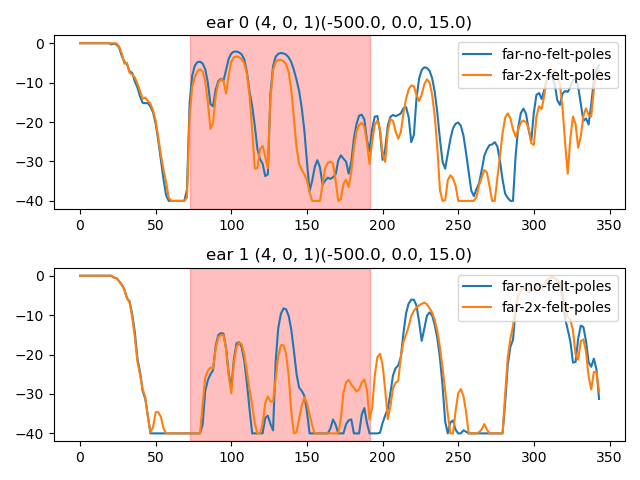 ear 0 (4, 0, 1)(-500.0, 0.0, 15.0)
0
−10
−20
−30
−40
far-no-felt-poles
far-2x-felt-poles
0 50 100 150 200 250 300 350
ear 1 (4, 0, 1)(-500.0, 0.0, 15.0)
0
−10
−20
−30
−40
far-no-felt-poles
far-2x-felt-poles
0 50 100 150 200 250 300 350